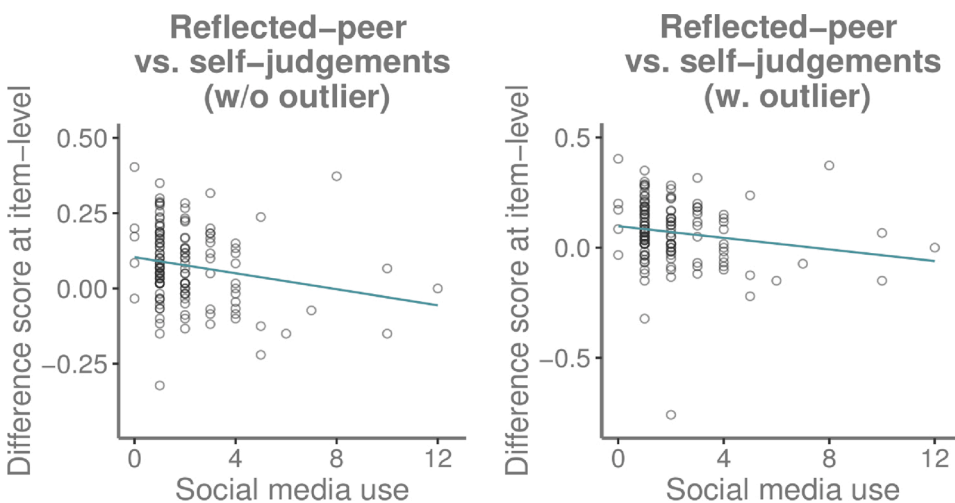 Reflected−peer
vs. self−judgements
(w/o outlier)
Difference score at item−level
0.50
0.25
0.00
−0.25
0
4
8
12
Social media use
Reflected−peer
vs. self−judgements
(w. outlier)
Difference score at item−level
0.5
0.0
−0.5
0
4
8
12
Social media use